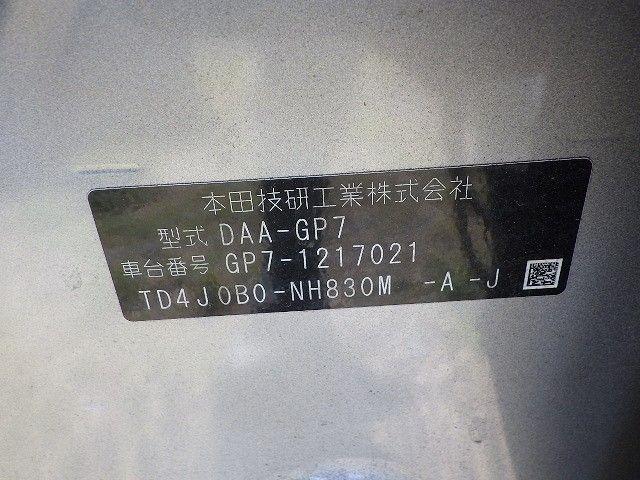 本田技研工業株式会社
型式 DAA-GP7
車台番号 GP7-1217021
TD4J0B0-NH830M -A -J